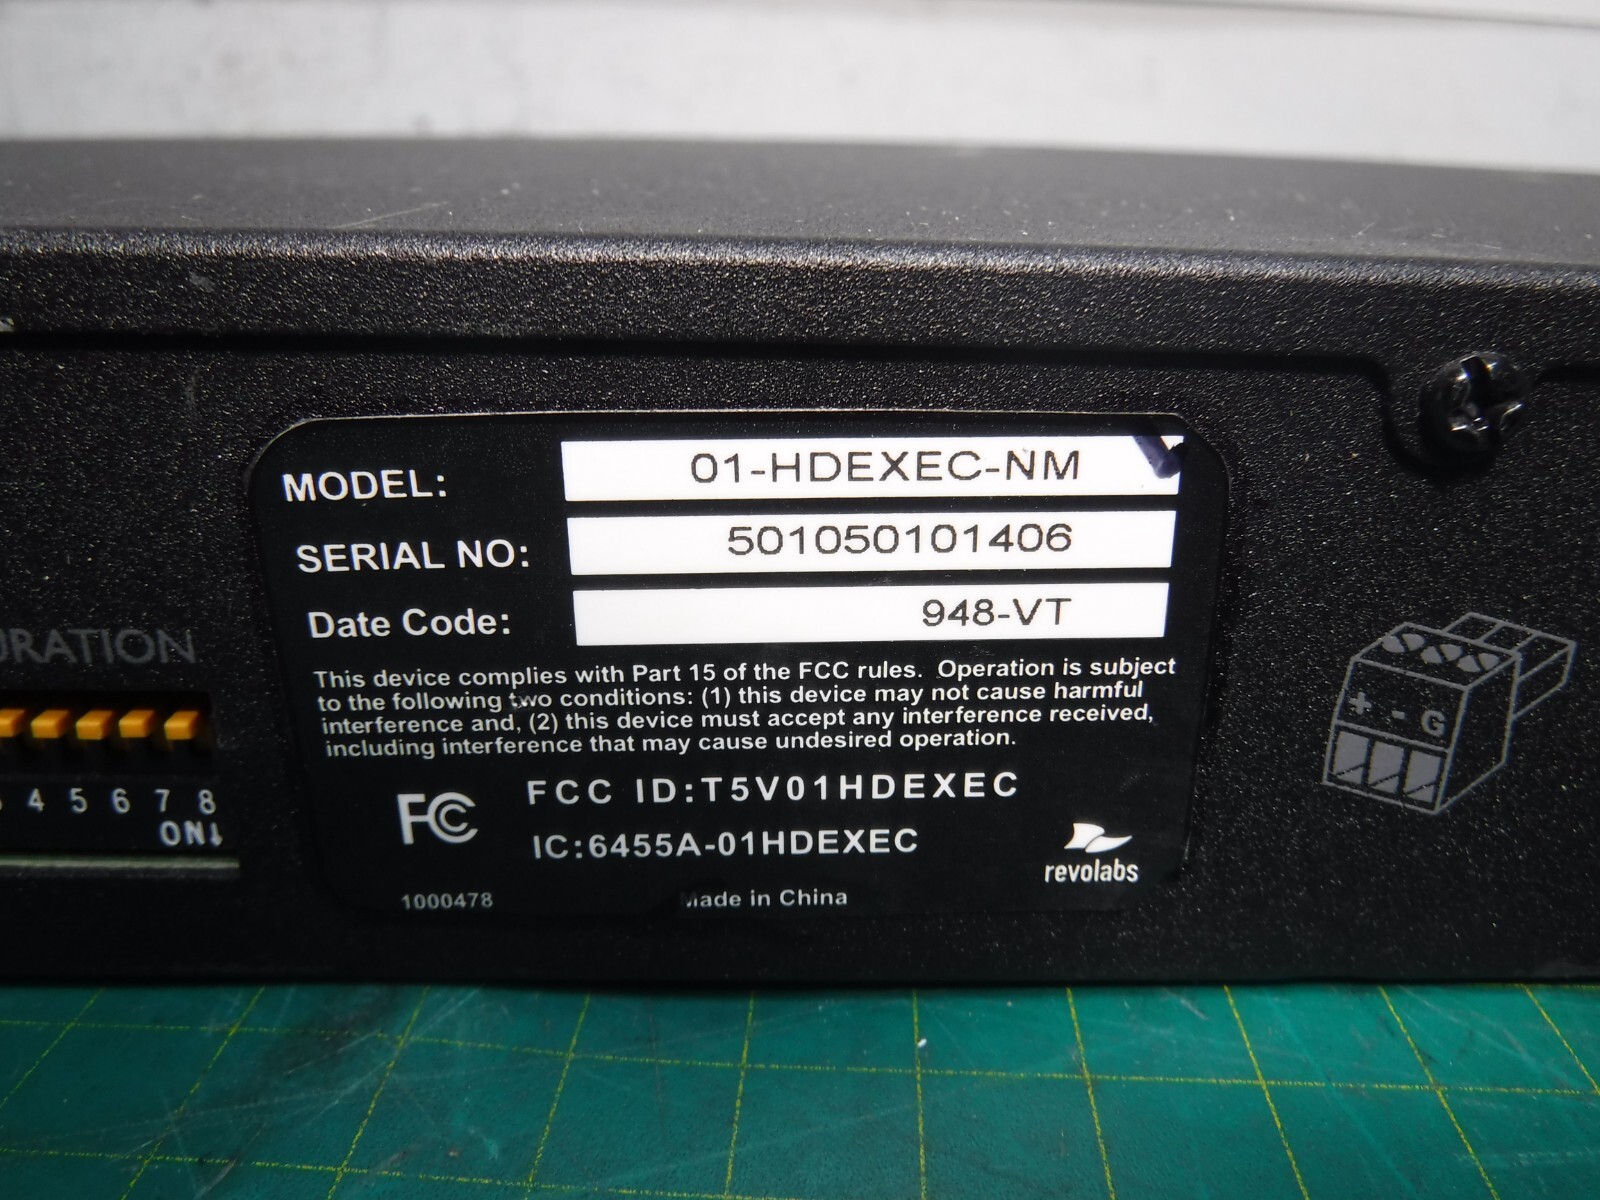 MODEL: 01-HDEXEC-NM
SERIAL NO: 501050101406
Date Code: 948-VT
This device complies with Part 15 of the FCC rules. Operation is subject
to the following two conditions: (1) this device may not cause harmful
interference and, (2) this device must accept any interference received,
including interference that may cause undesired operation.
FC
FCC ID:T5V01HDEXEC
IC:6455A-01HDEXEC
revolabs
1000478
Made in China
URATION
4 5 6 7 8
ON↓
+ - G